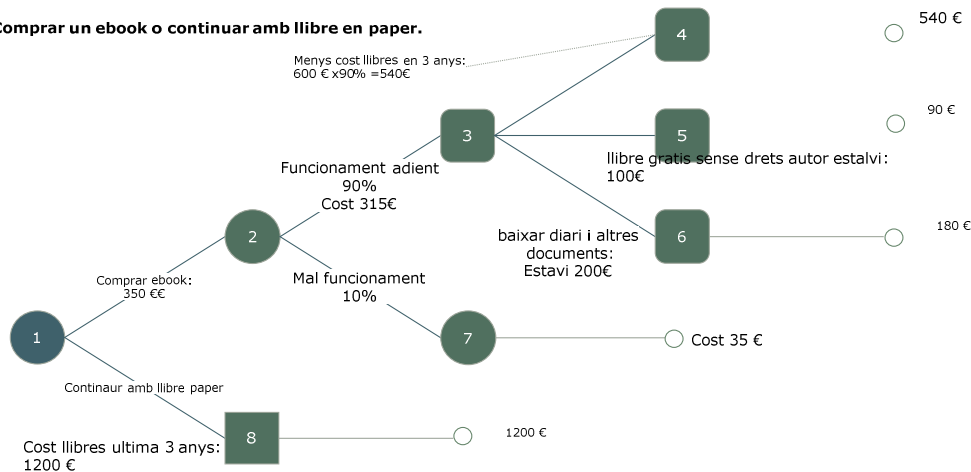 Comprar un ebook o continuar amb llibre en paper.
4
540 €
Menys cost llibres en 3 anys:
600 € x90% =540€
90 €
3
5
llibre gratis sense drets autor estalvi:
100€
Funcionament adient
90%
Cost 315€
180 €
2
6
baixar diari i altres
documents:
Estavi 200€
Comprar ebook:
350 €€
Mal funcionament
10%
1
7
Cost 35 €
Continaur amb llibre paper
8
1200 €
Cost llibres ultima 3 anys:
1200 €